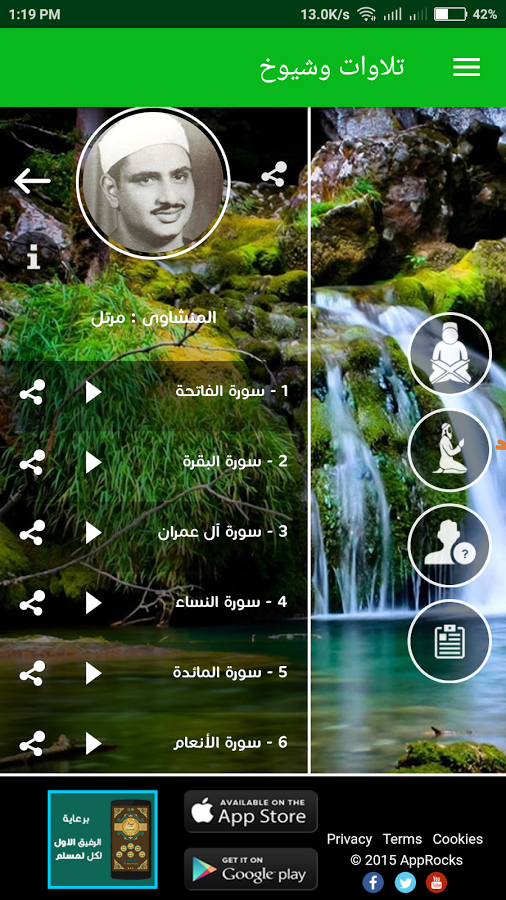 1:19 PM 13.0K/s 42%
تلاوات وشيوخ
i
المنشاوى : مرتل
1 - سورة الفاتحة
2 - سورة البقرة
3 - سورة آل عمران
4 - سورة النساء
5 - سورة المائدة
6 - سورة الأنعام
?
برعاية
الرفيق الأول
لكل لمسلم
AVAILABLE ON THE
App Store
GET IT ON
Google play
Privacy Terms Cookies
© 2015 AppRocks